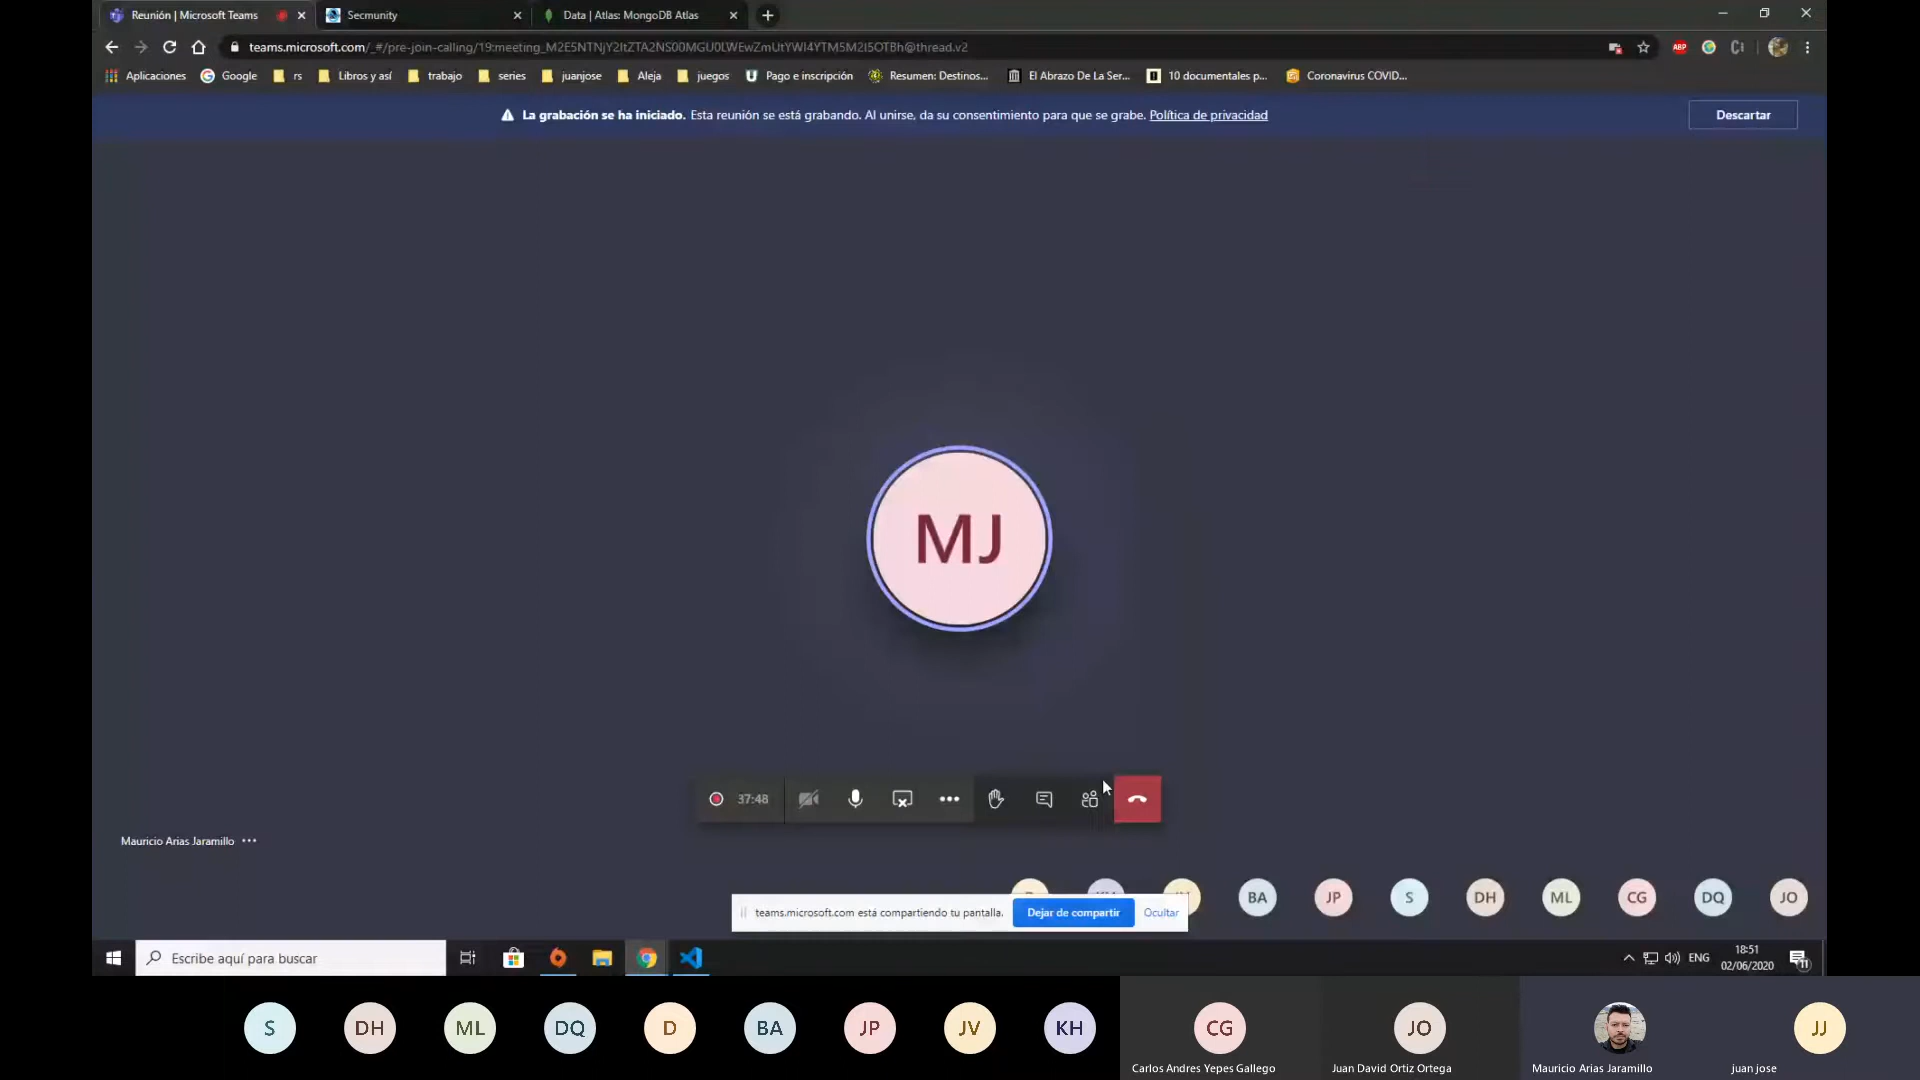 Reunión | Microsoft Teams
Secmunity
Data | Atlas: MongoDB Atlas
teams.microsoft.com/_#/pre-join-calling/19:meeting_M2E5NTNjY2ItZTA2NS00MGU0LWEwZmUtYWI4YTM5M2I5OTBh@thread.v2
ABP
Aplicaciones
Google
rs
Libros y así
trabajo
series
juanjose
Aleja
juegos
Pago e inscripción
Resumen: Destinos...
El Abrazo De La Ser...
10 documentales p...
Coronavirus COVID...
La grabación se ha iniciado. Esta reunión se está grabando. Al unirse, da su consentimiento para que se grabe. Política de privacidad
Descartar
MJ
37:48
Mauricio Arias Jaramillo
BA
JP
S
DH
ML
CG
DQ
JO
teams.microsoft.com está compartiendo tu pantalla.
Dejar de compartir
Ocultar
Escribe aquí para buscar
ENG
18:51
02/06/2020
11
S
DH
ML
DQ
D
BA
JP
JV
KH
CG
JO
JJ
Carlos Andres Yepes Gallego
Juan David Ortiz Ortega
Mauricio Arias Jaramillo
juan jose